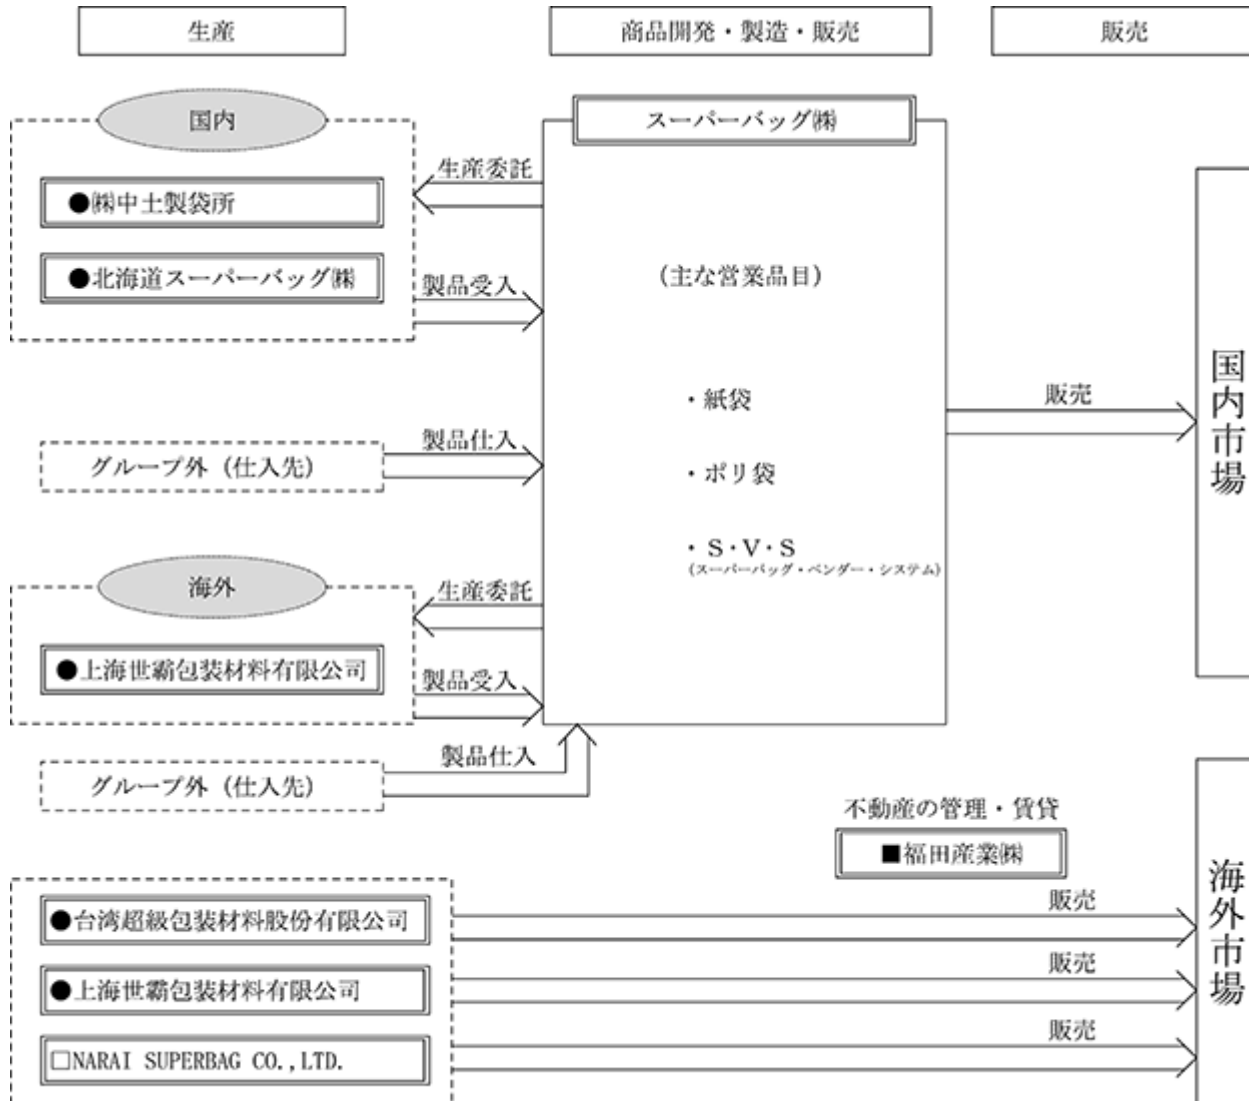 生産
商品開発・製造・販売
販売
国内
スーパーバッグ㈱
生産委託
●㈱中土製袋所
●北海道スーパーバッグ㈱
製品受入
(主な営業品目)
・紙袋
・ポリ袋
・S・V・S
(スーパーバッグ・ベンダー・システム)
販売
国内市場
製品仕入
グループ外 (仕入先)
海外
生産委託
●上海世霸包装材料有限公司
製品受入
製品仕入
グループ外 (仕入先)
不動産の管理・賃貸
■福田産業㈱
●台湾超級包装材料股份有限公司
販売
●上海世霸包装材料有限公司
販売
□NARAI SUPERBAG CO.,LTD.
販売
海外市場